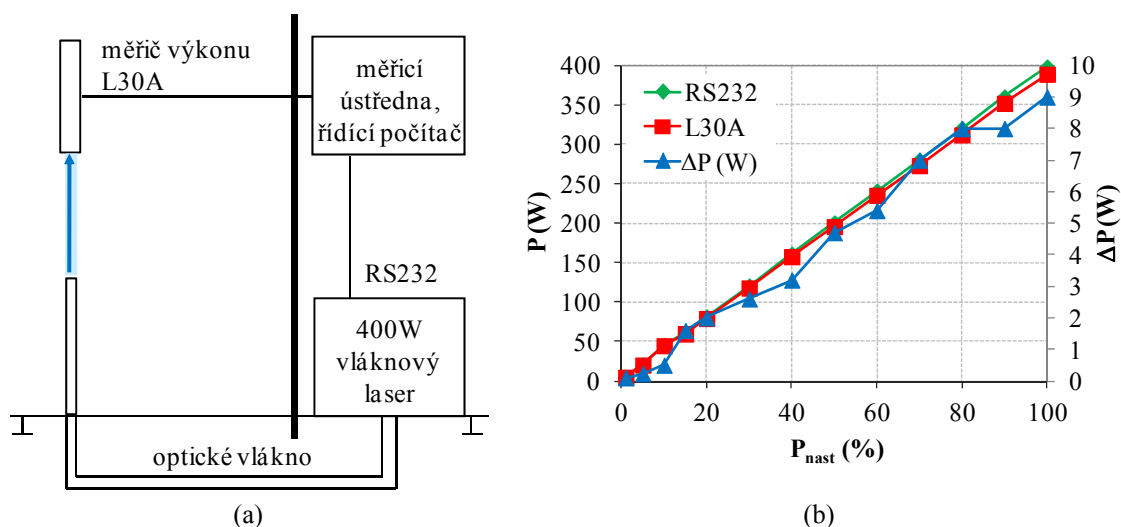 měřič výkonu
L30A
měřicí
ústředna,
řídící počítač
RS232
400W
vláknový
laser
optické vlákno
(a)
400
350
300
250
200
150
100
50
0
P (W)
RS232
L30A
ΔP (W)
10
9
8
7
6
5
4
3
2
1
0
ΔP (W)
0
20
40
60
80
100
Pnast (%)
(b)